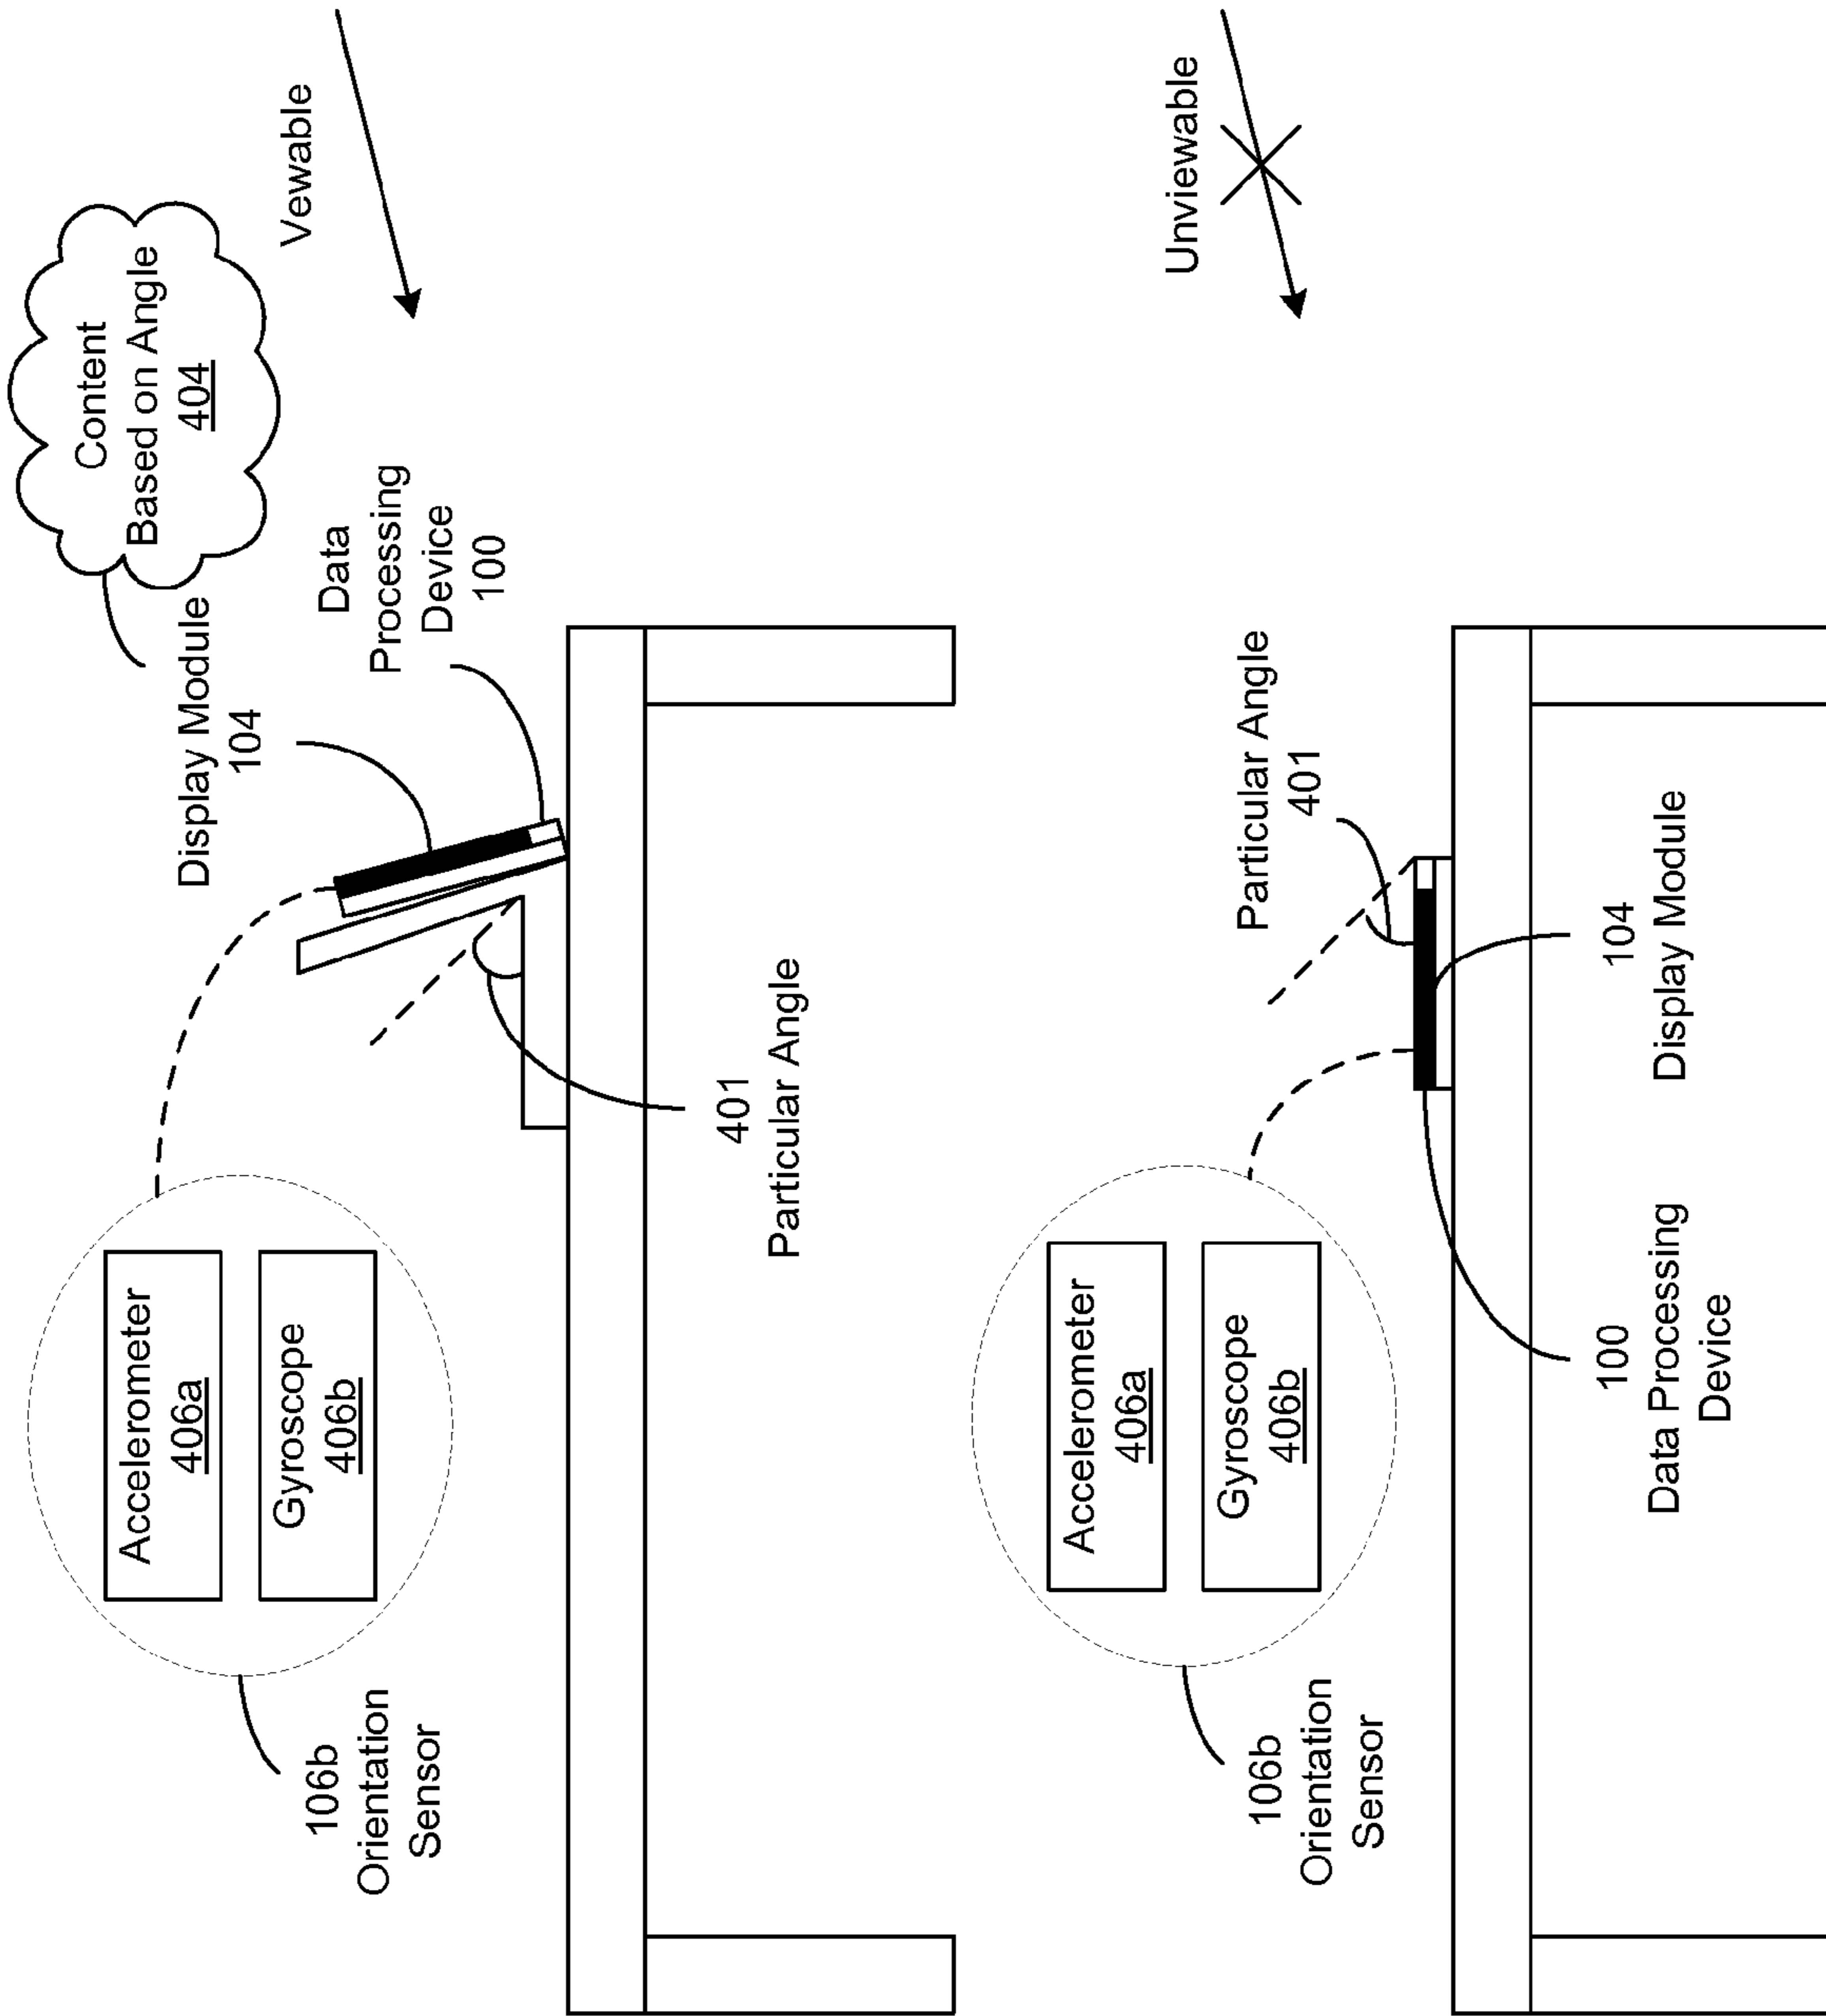 Accelerometer
406a
Gyroscope
406b
106b
Orientation
Sensor
Content
Based on Angle
404
Vewable
Display Module
104
Data
Processing
Device
100
401
Particular Angle
Accelerometer
406a
Gyroscope
406b
106b
Orientation
Sensor
Unviewable
Particular Angle
401
100
Data Processing
Device
104
Display Module